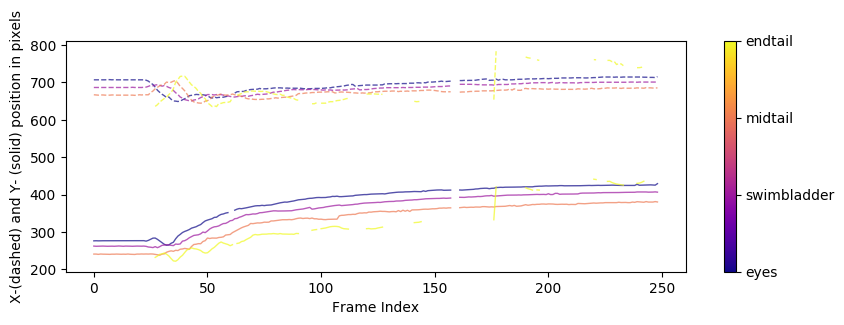 X-(dashed) and Y- (solid) position in pixels
800
700
600
500
400
300
200
0
50
100
150
200
250
Frame Index
endtail
midtail
swimbladder
eyes